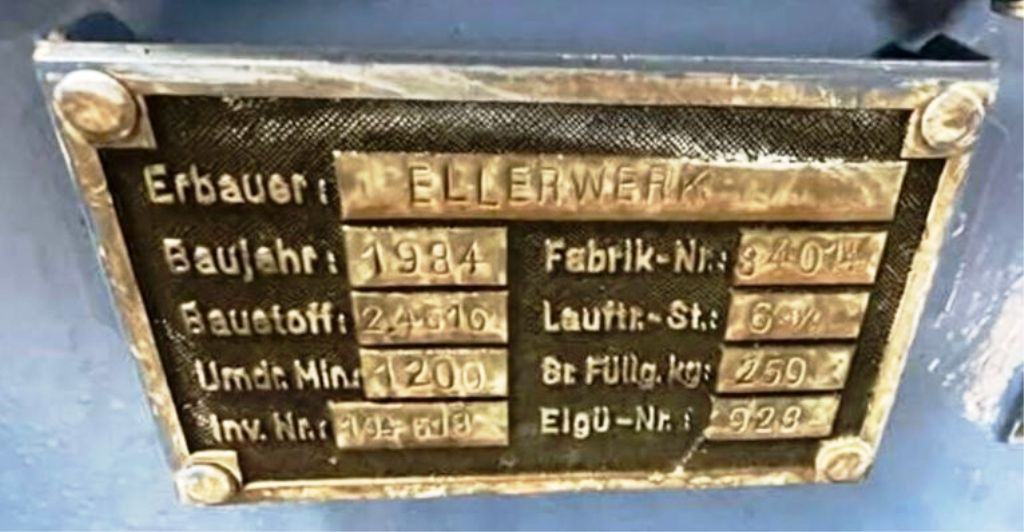 Erbauer: ELLERWERK
Baujahr: 1984 Fabrik-Nr.: 84014
Baustoff: Lauftr.-St.:
Umdr. Min.: 1200 Gr. Füllg. kg: 250
Inv. Nr.: Elgü-Nr.: 928